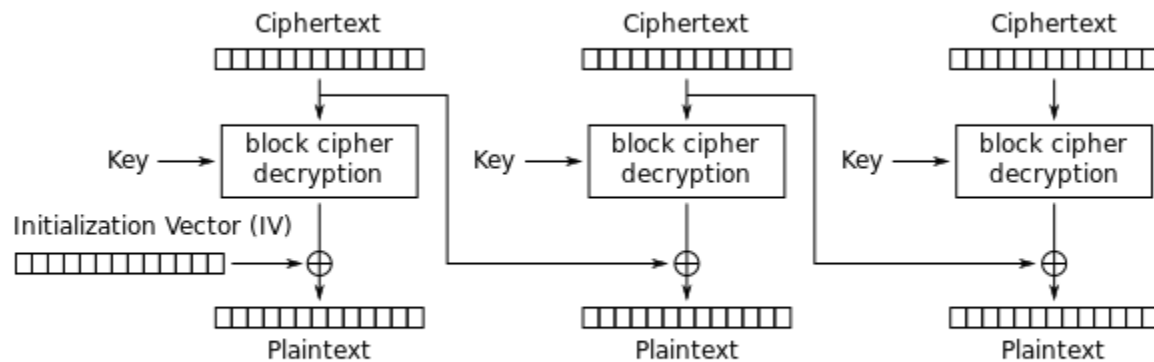 Ciphertext
Ciphertext
Ciphertext
Key
block cipher
decryption
Key
block cipher
decryption
Key
block cipher
decryption
Initialization Vector (IV)
Plaintext
Plaintext
Plaintext